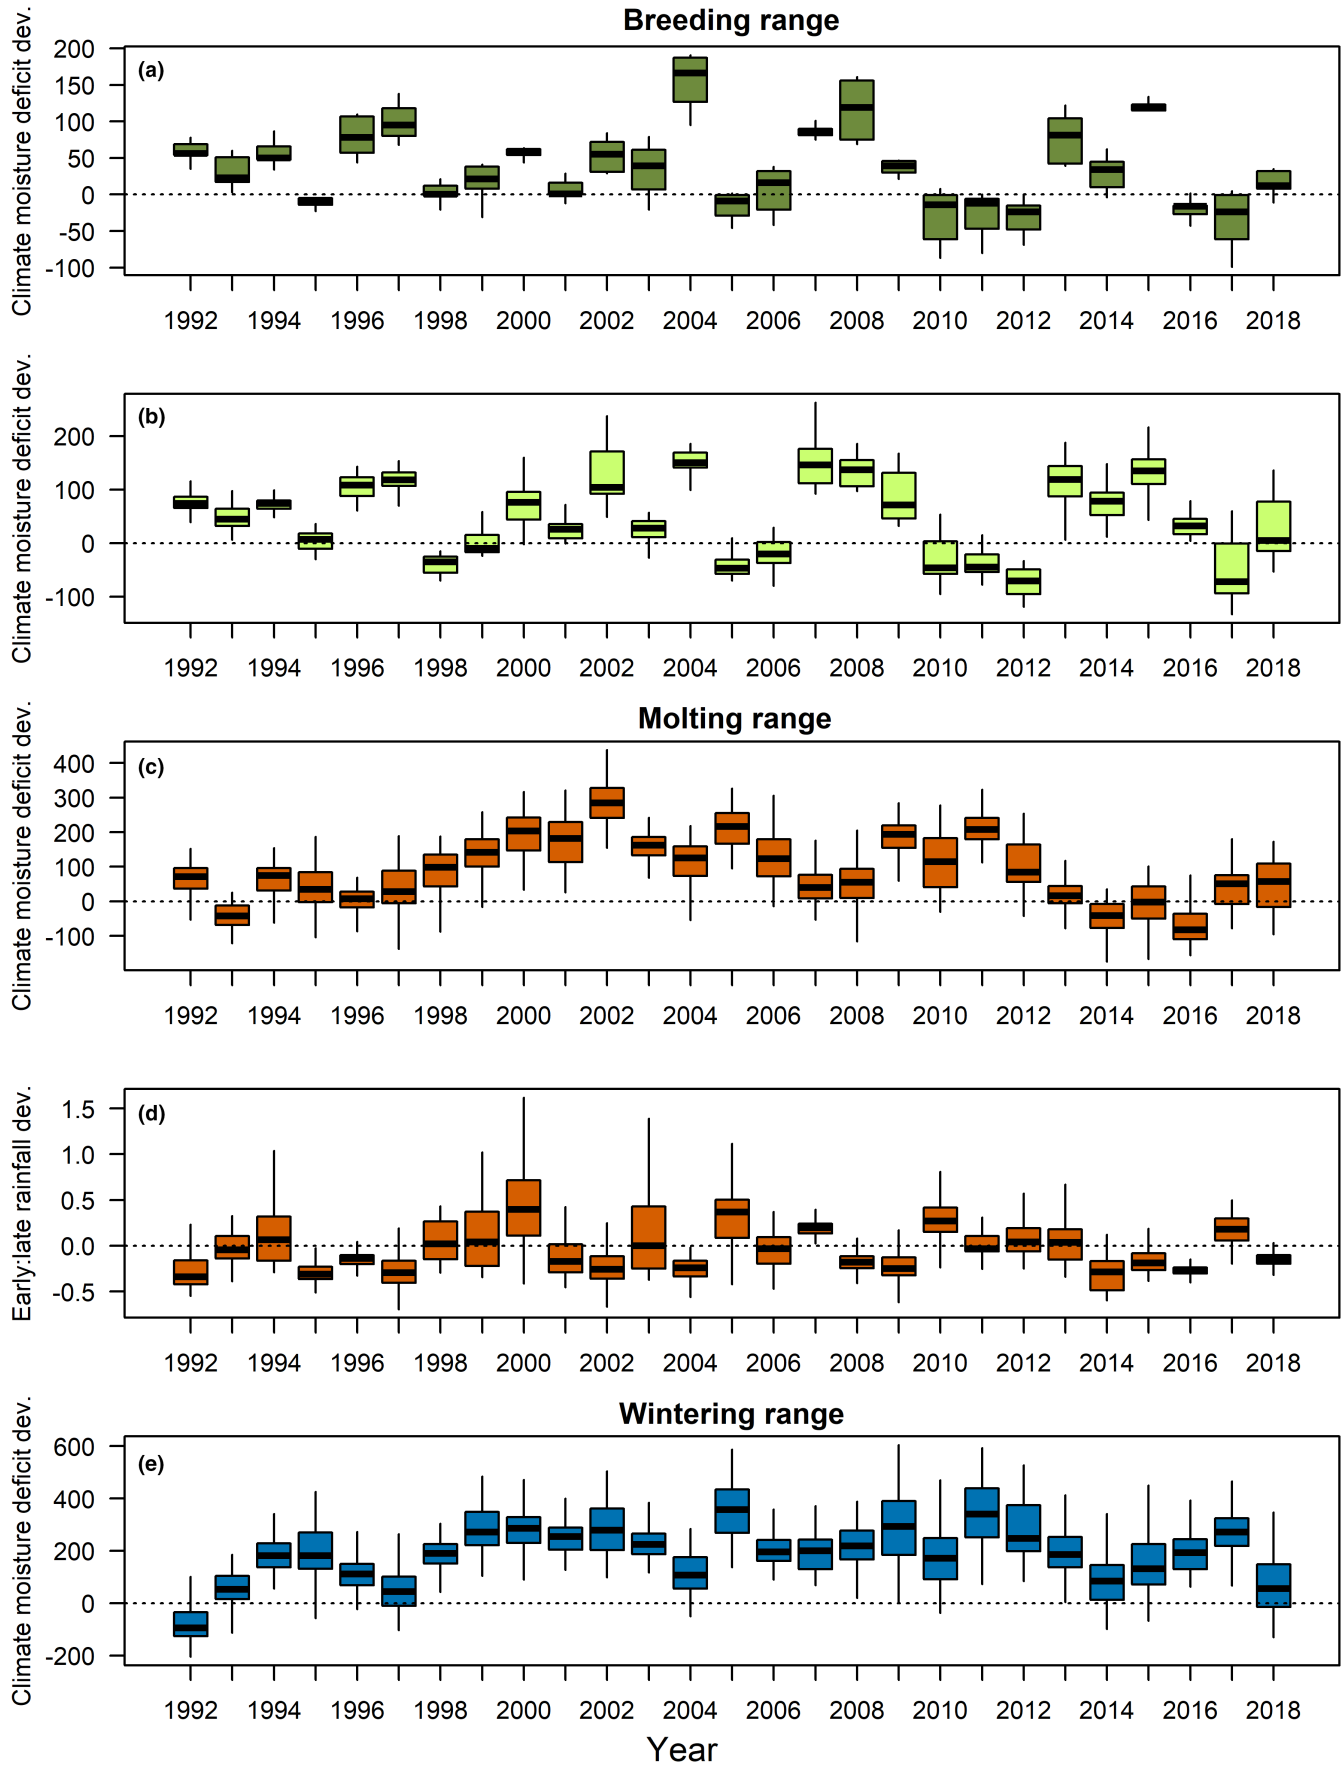 Breeding range
Climate moisture deficit dev.
(a)
200
150
100
50
0
-50
-100
1992 1994 1996 1998 2000 2002 2004 2006 2008 2010 2012 2014 2016 2018
Climate moisture deficit dev.
(b)
200
100
0
-100
1992 1994 1996 1998 2000 2002 2004 2006 2008 2010 2012 2014 2016 2018
Molting range
Climate moisture deficit dev.
(c)
400
300
200
100
0
-100
1992 1994 1996 1998 2000 2002 2004 2006 2008 2010 2012 2014 2016 2018
Early:late rainfall dev.
(d)
1.5
1.0
0.5
0.0
-0.5
1992 1994 1996 1998 2000 2002 2004 2006 2008 2010 2012 2014 2016 2018
Wintering range
Climate moisture deficit dev.
(e)
600
400
200
0
-200
1992 1994 1996 1998 2000 2002 2004 2006 2008 2010 2012 2014 2016 2018
Year